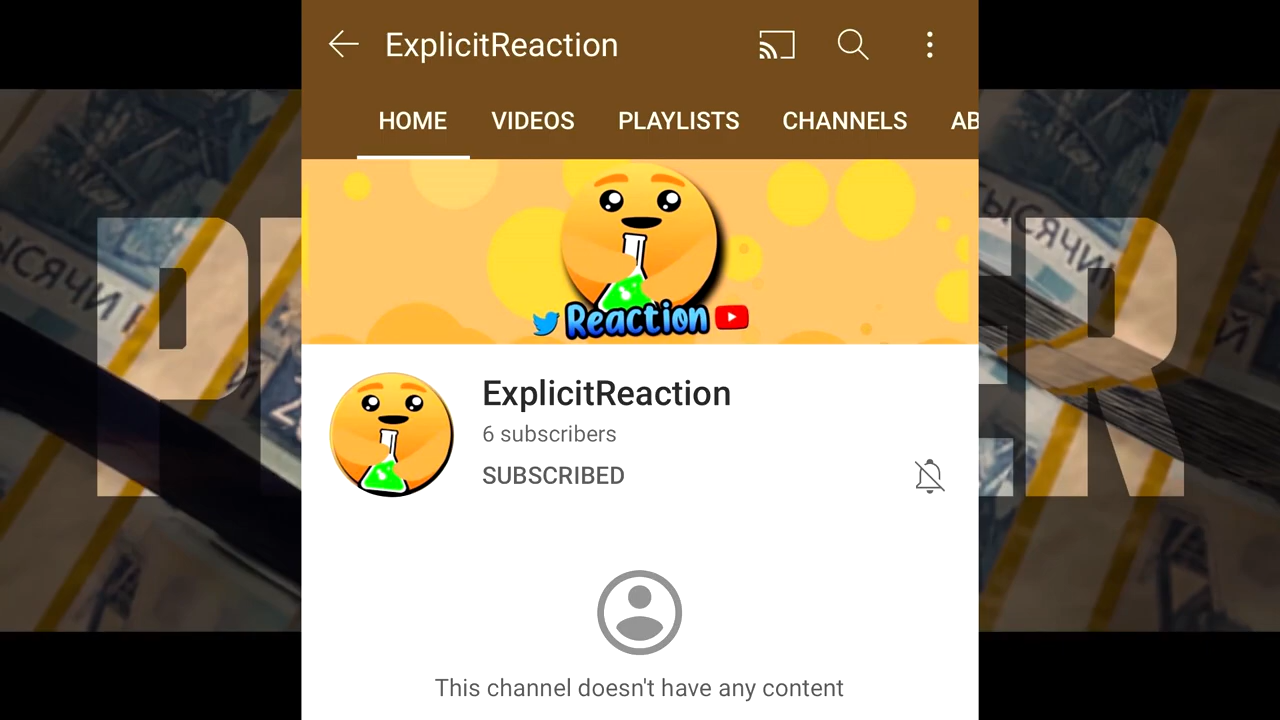 ExplicitReaction
HOME VIDEOS PLAYLISTS CHANNELS AB
Reaction
ExplicitReaction
6 subscribers
SUBSCRIBED
This channel doesn't have any content